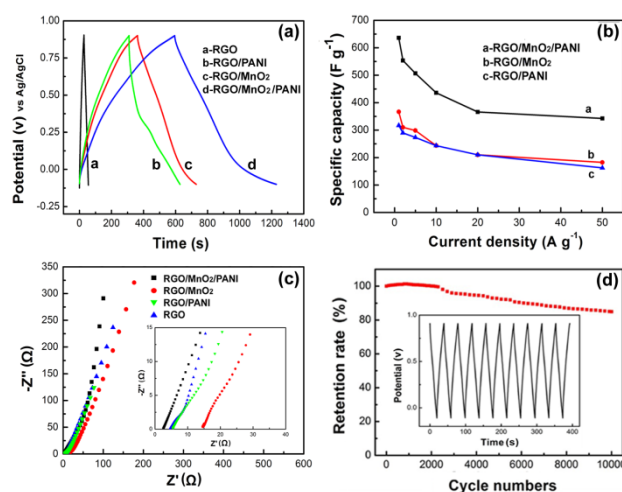 (a)
a-RGO
b-RGO/PANI
c-RGO/MnO₂
d-RGO/MnO₂/PANI
Potential (v) vs Ag/AgCl
1.00
0.75
0.50
0.25
0.00
-0.25
a
b
c
d
0 200 400 600 800 1000 1200 1400
Time (s)
(b)
a-RGO/MnO₂/PANI
b-RGO/MnO₂
c-RGO/PANI
Specific capacity (F g⁻¹)
700
600
500
400
300
200
100
0
a
b
c
0 10 20 30 40 50
Current density (A g⁻¹)
(c)
RGO/MnO₂/PANI
RGO/MnO₂
RGO/PANI
RGO
-Z'' (Ω)
350
300
250
200
150
100
50
0
-Z'' (Ω)
15
10
5
0
0 10 20 30 40
Z' (Ω)
0 100 200 300 400 500 600
Z' (Ω)
(d)
Retention rate (%)
120
100
80
60
40
20
0
Potential (v)
1.0
0.5
0.0
0 100 200 300 400
Time (s)
0 2000 4000 6000 8000 10000
Cycle numbers